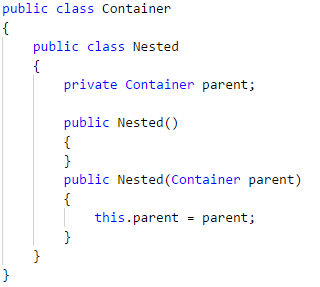 public class Container
{
    public class Nested
    {
        private Container parent;

        public Nested()
        {
        }
        public Nested(Container parent)
        {
            this.parent = parent;
        }
    }
}